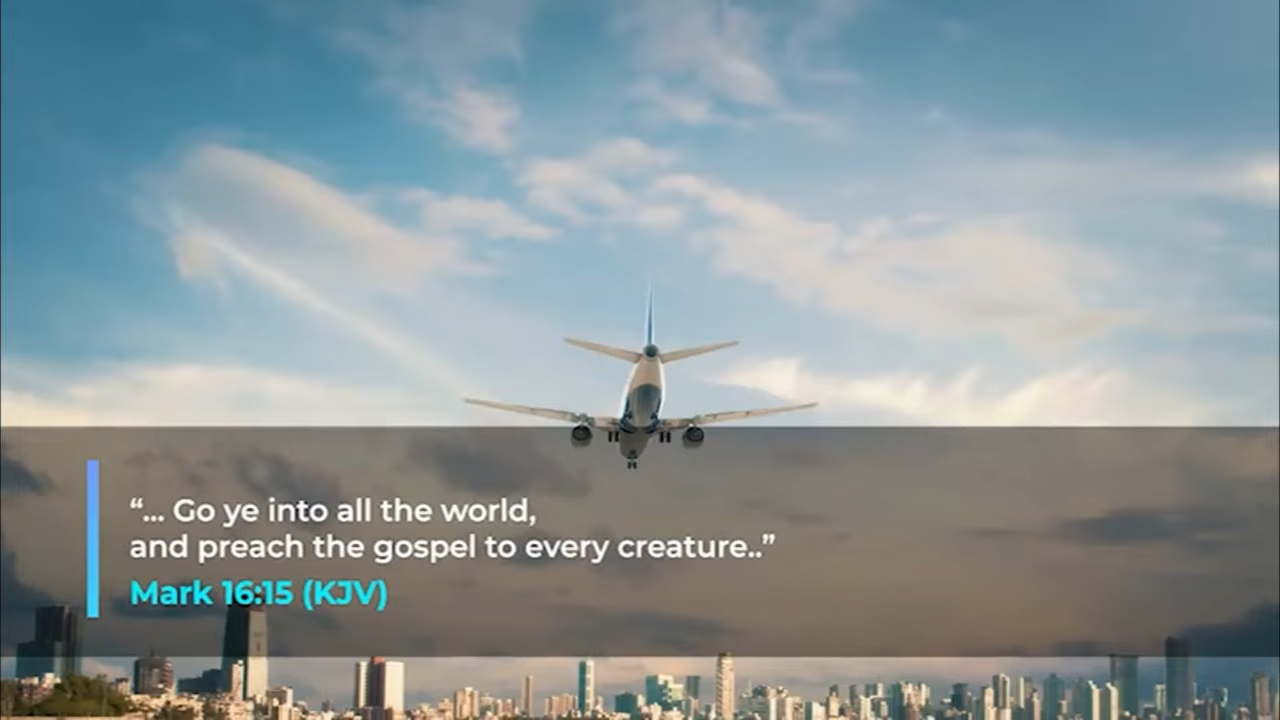 “... Go ye into all the world,
and preach the gospel to every creature..”
Mark 16:15 (KJV)